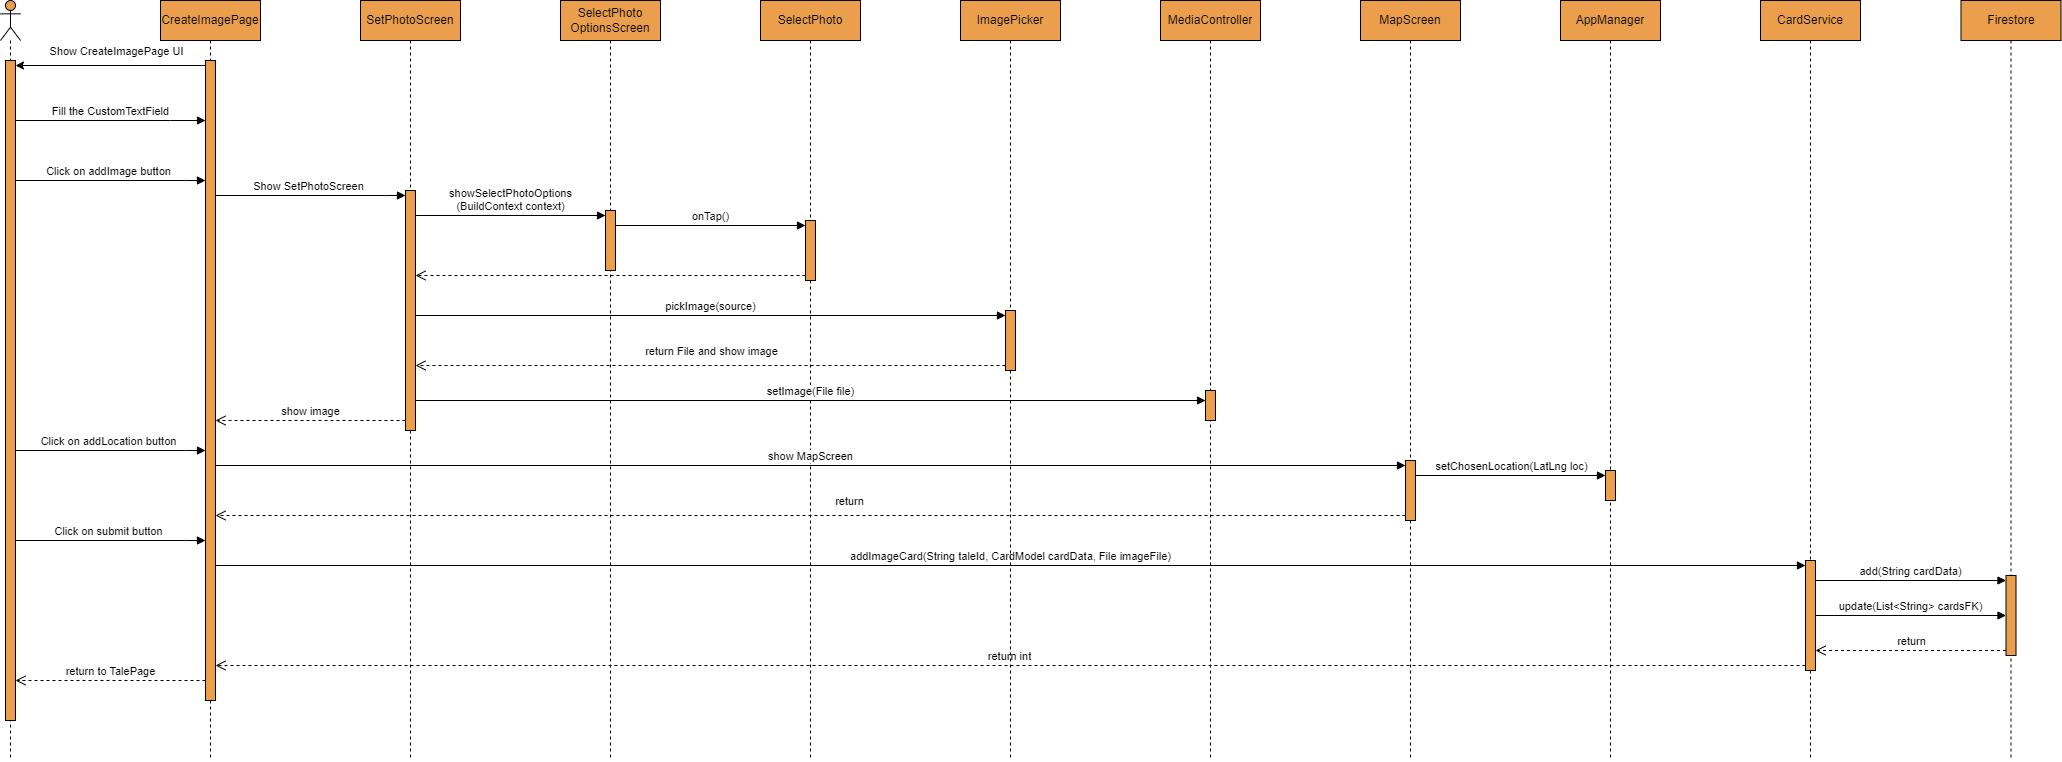 CreateImagePage
SetPhotoScreen
SelectPhoto
OptionsScreen
SelectPhoto
ImagePicker
MediaController
MapScreen
AppManager
CardService
Firestore
Show CreateImagePage UI
Fill the CustomTextField
Click on addImage button
Show SetPhotoScreen
showSelectPhotoOptions
(BuildContext context)
onTap()
pickImage(source)
return File and show image
setImage(File file)
show image
Click on addLocation button
show MapScreen
setChosenLocation(LatLng loc)
return
Click on submit button
addImageCard(String taleId, CardModel cardData, File imageFile)
add(String cardData)
update(List<String> cardsFK)
return
return int
return to TalePage